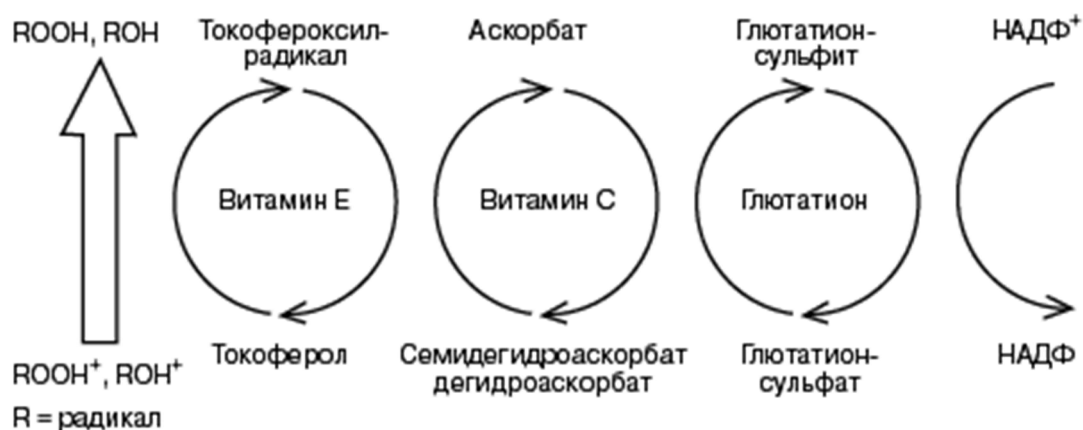 ROOH, ROH
Токофероксил-
радикал
Аскорбат
Глютатион-
сульфит
НАДФ⁺
Витамин Е
Витамин С
Глютатион
ROOH⁺, ROH⁺
Токоферол
Семидегидроаскорбат
дегидроаскорбат
Глютатион-
сульфат
НАДФ
R = радикал